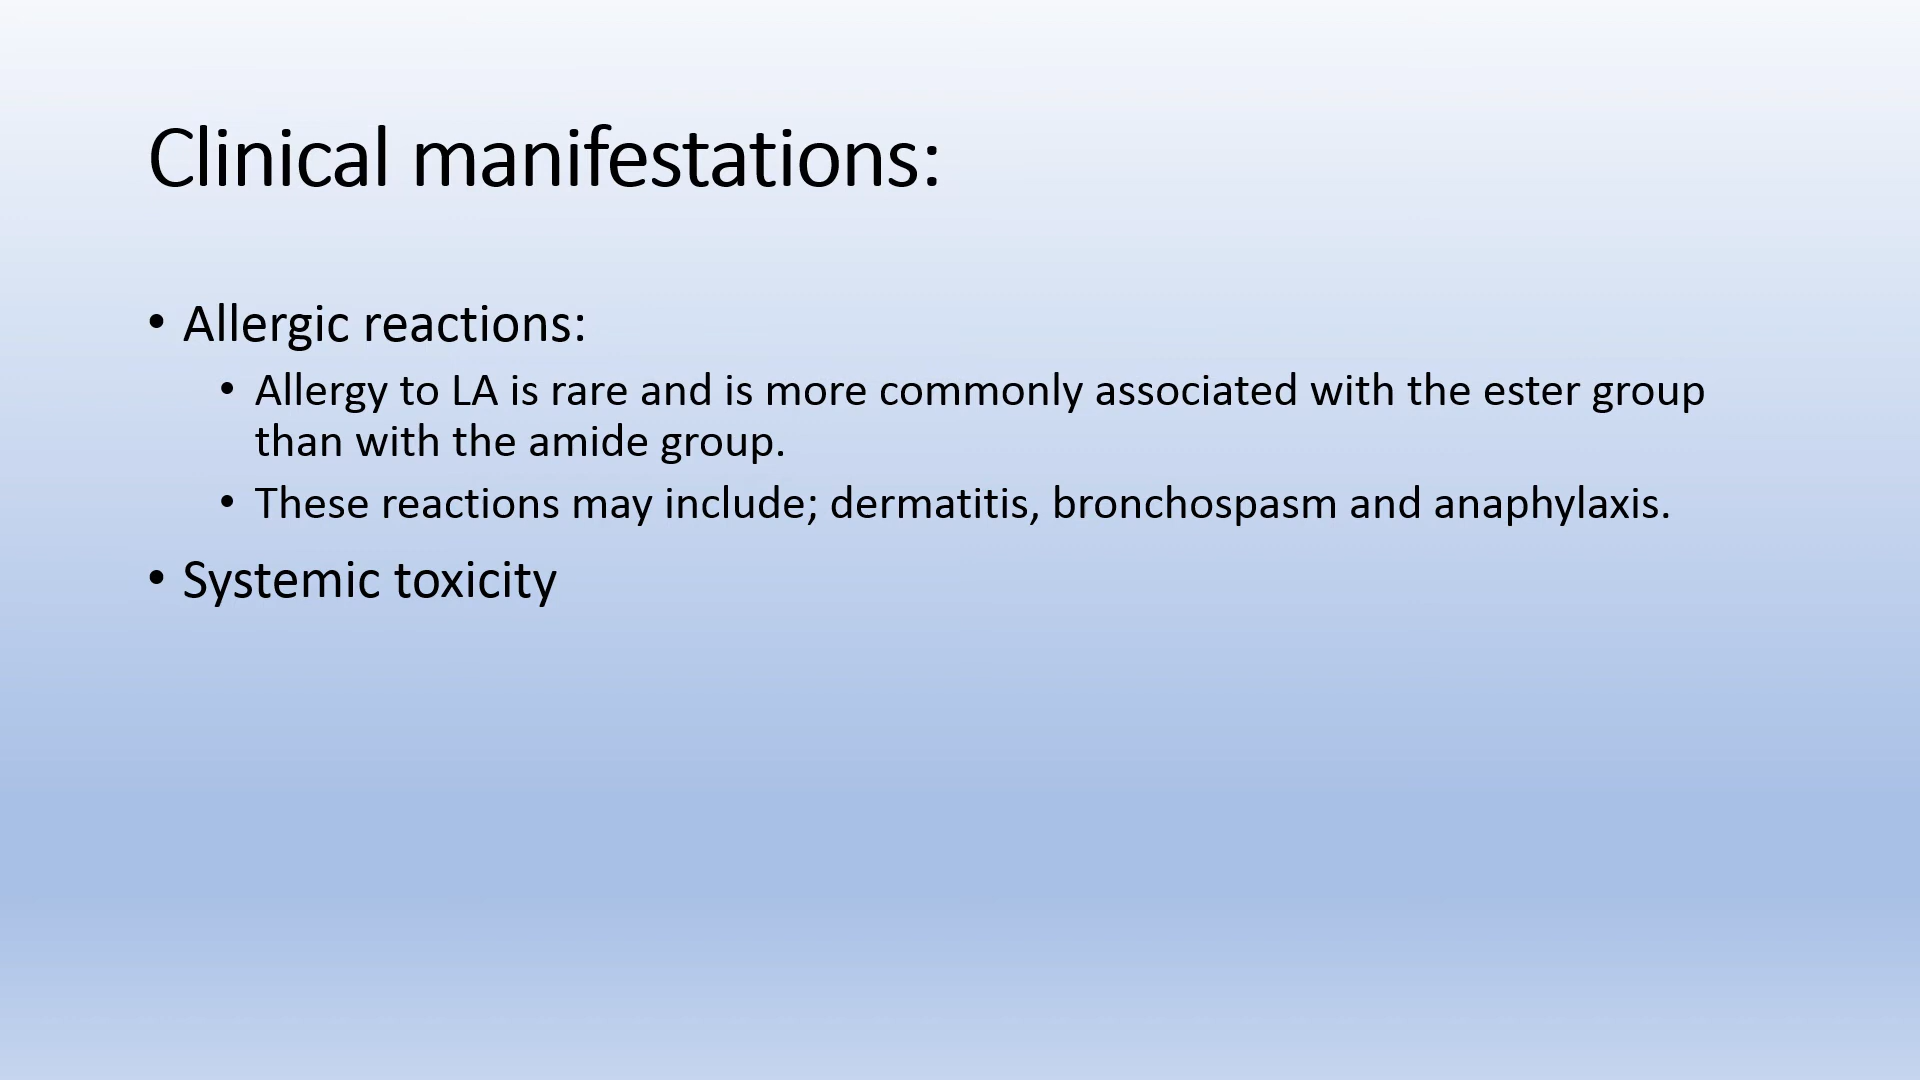 Clinical manifestations:
• Allergic reactions:
• Allergy to LA is rare and is more commonly associated with the ester group
than with the amide group.
• These reactions may include; dermatitis, bronchospasm and anaphylaxis.
• Systemic toxicity